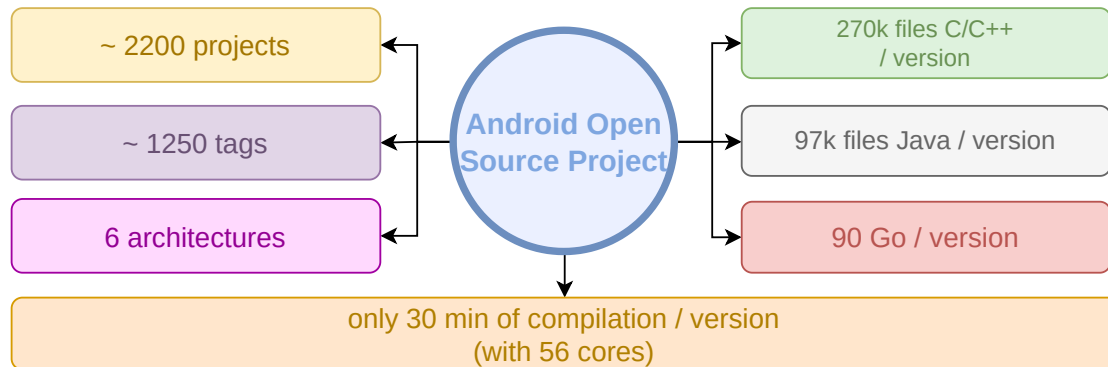 ~ 2200 projects
~ 1250 tags
6 architectures
Android Open
Source Project
270k files C/C++
/ version
97k files Java / version
90 Go / version
only 30 min of compilation / version
(with 56 cores)